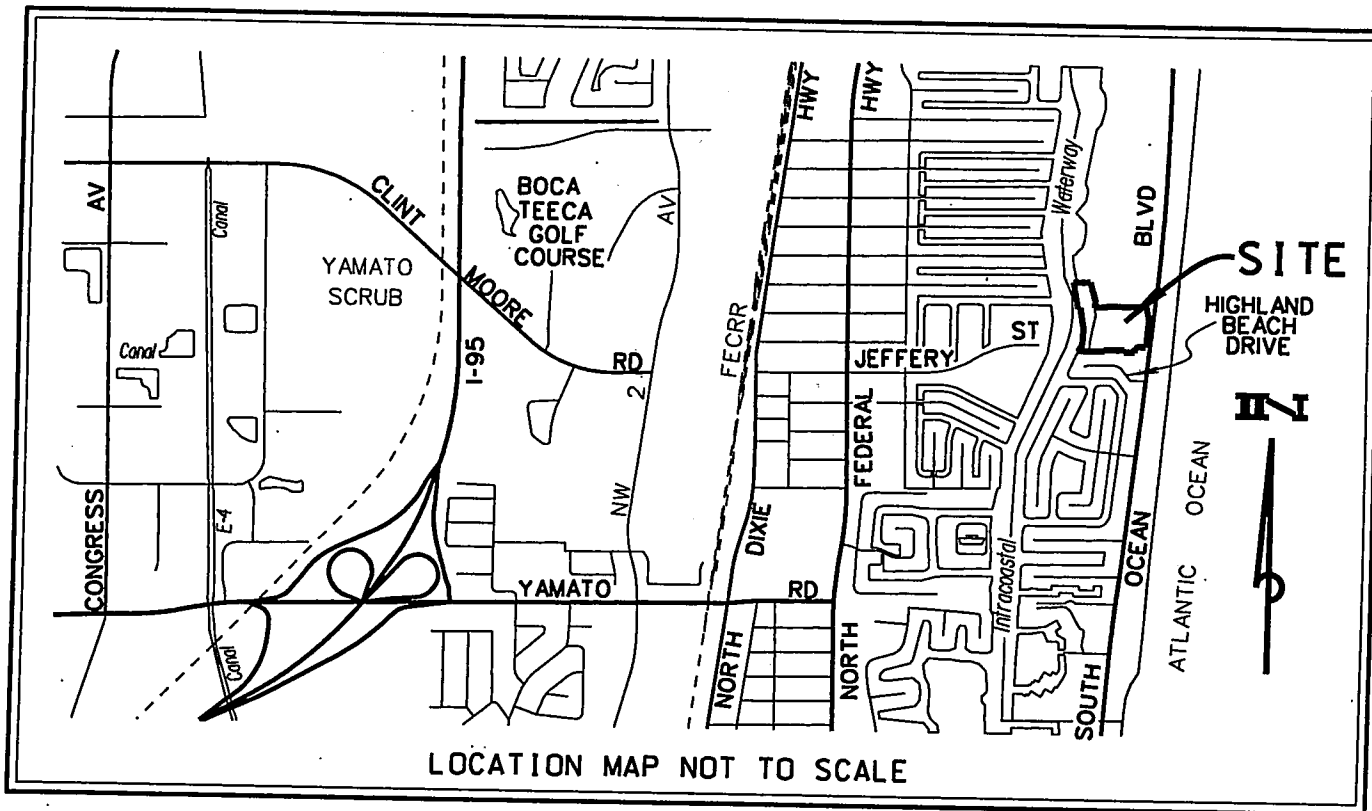 HWY
HWY
Waterway
BLVD
SITE
HIGHLAND
BEACH
DRIVE
AV
Canal
CLINT
MOORE
RD
YAMATO
SCRUB
BOCA
TEECA
GOLF
COURSE
AV
2
NW
I-95
FECRR
JEFFERY ST
Canal
FEDERAL
N
CONGRESS
E-4
DIXIE
YAMATO RD
Intracoastal
OCEAN
ATLANTIC OCEAN
Canal
NORTH
NORTH
SOUTH
LOCATION MAP NOT TO SCALE